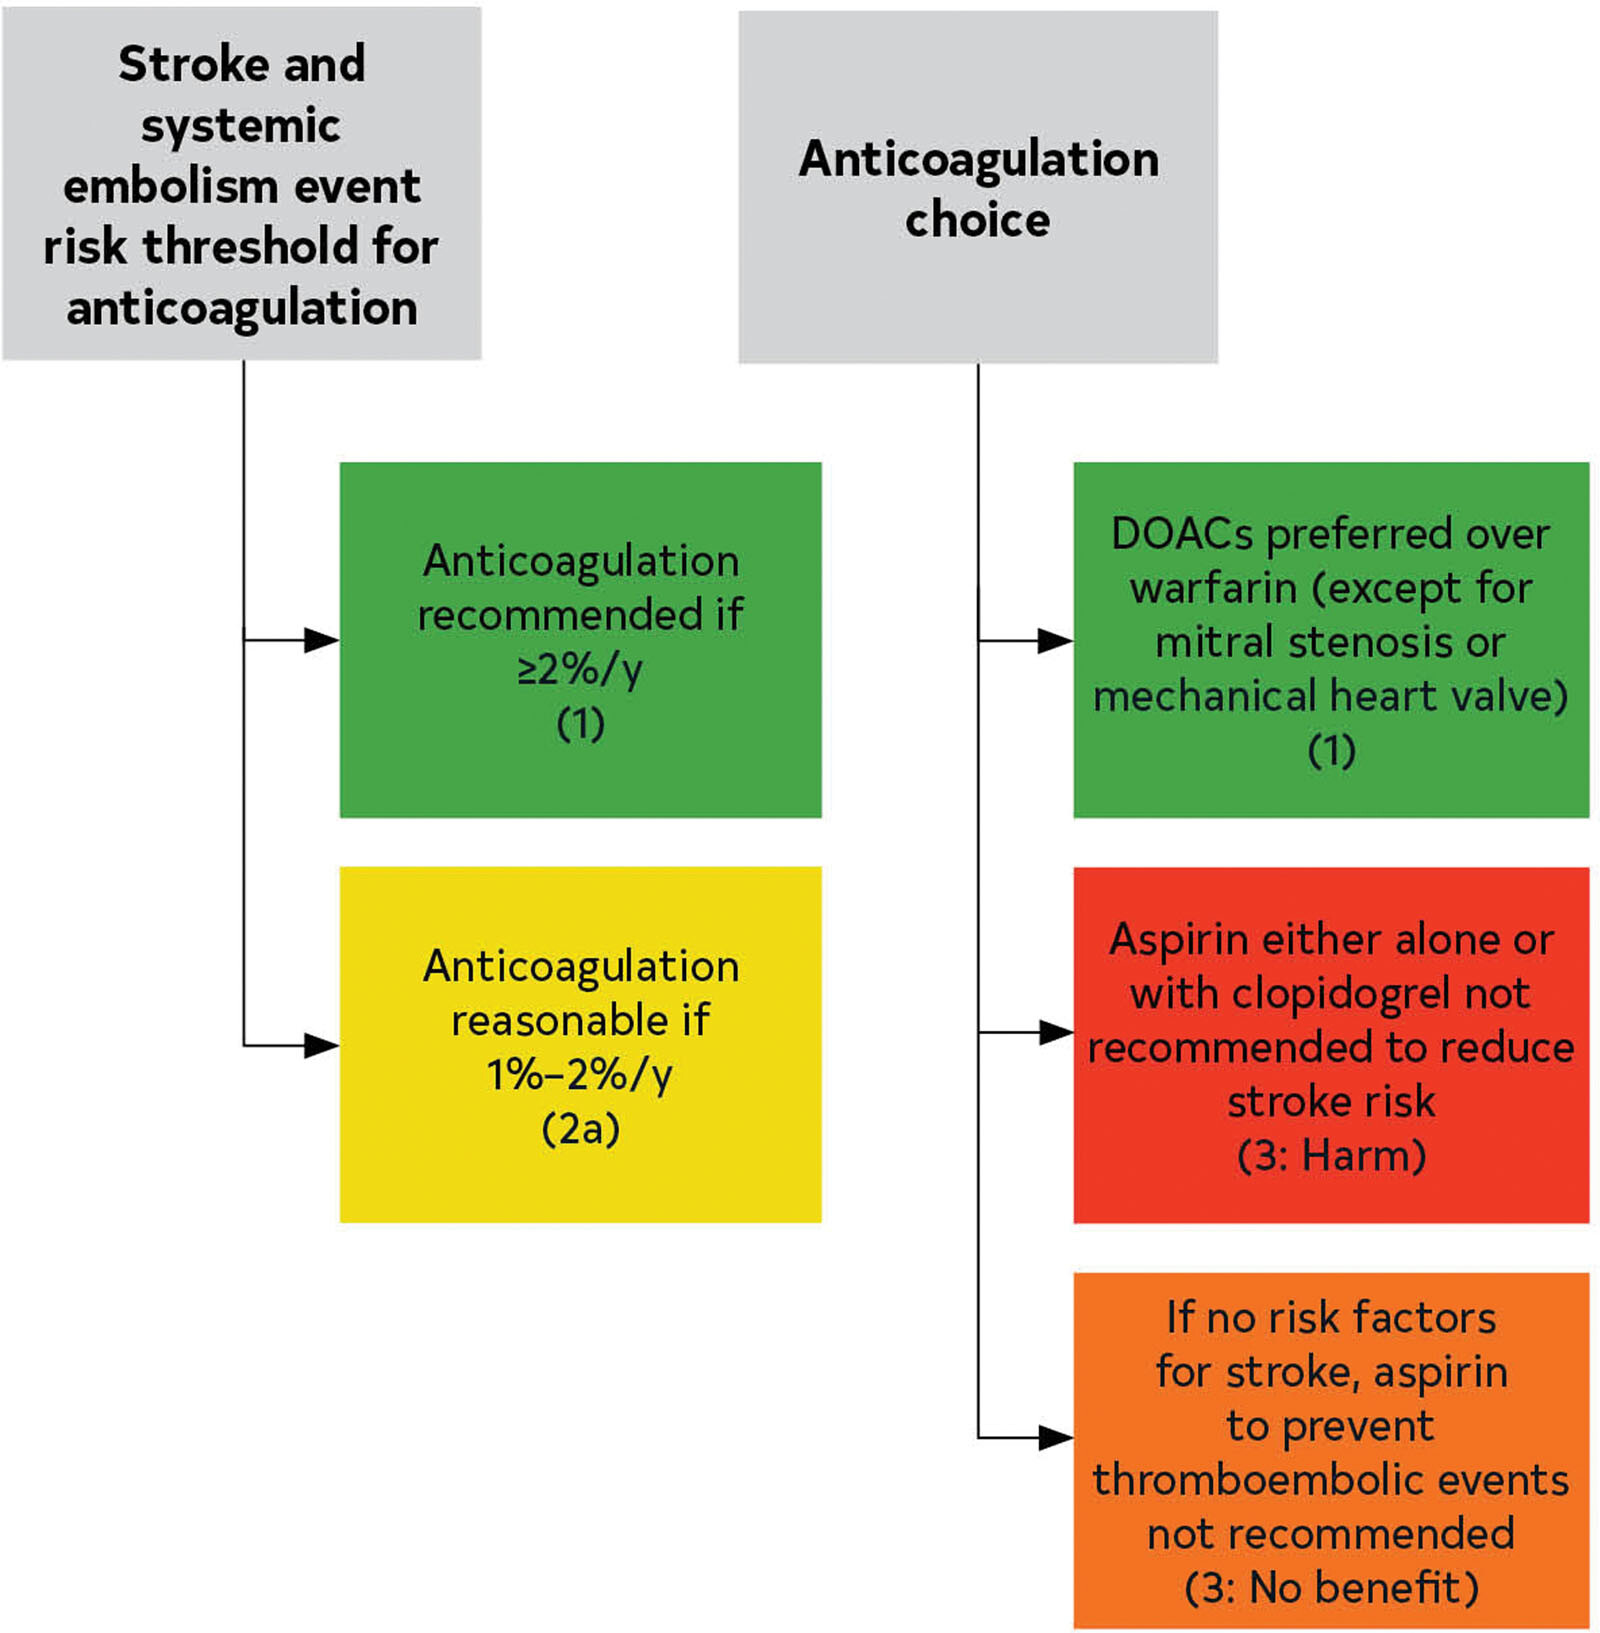 Stroke and
systemic
embolism event
risk threshold for
anticoagulation
Anticoagulation
recommended if
≥2%/y
(1)
Anticoagulation
reasonable if
1%–2%/y
(2a)
Anticoagulation
choice
DOACs preferred over
warfarin (except for
mitral stenosis or
mechanical heart valve)
(1)
Aspirin either alone or
with clopidogrel not
recommended to reduce
stroke risk
(3: Harm)
If no risk factors
for stroke, aspirin
to prevent
thromboembolic events
not recommended
(3: No benefit)